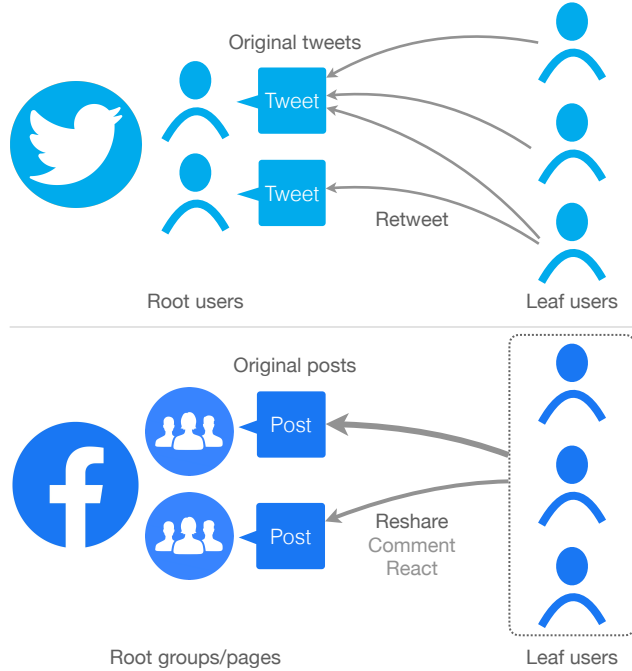 Original tweets
Tweet
Tweet
Retweet
Root users
Leaf users
Original posts
Post
Post
Reshare
Comment
React
Root groups/pages
Leaf users